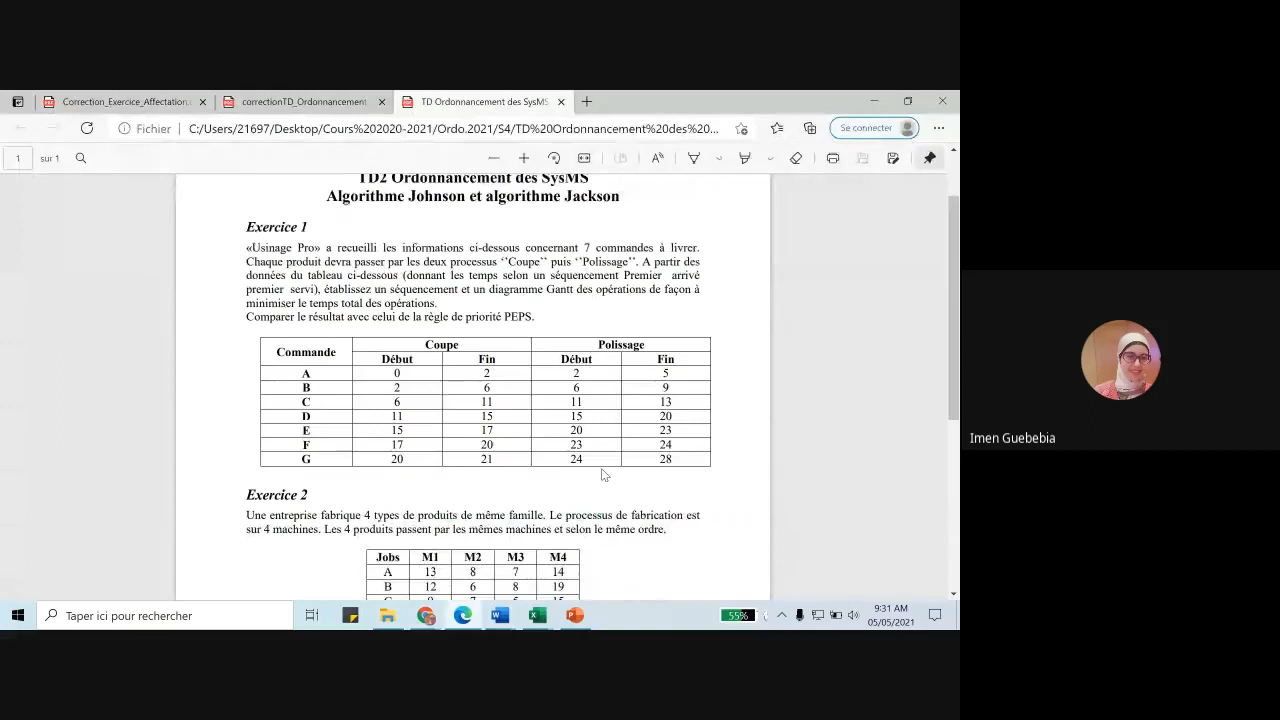 Correction_Exercice_Affectation.
correctionTD_Ordonnancement
TD Ordonnancement des SysMS
Fichier
C:/Users/21697/Desktop/Cours%202020-2021/Ordo.2021/S4/TD%20Ordonnancement%20des%20...
Se connecter
1 sur 1
TD2 Ordonnancement des SysMS
Algorithme Johnson et algorithme Jackson
Exercice 1
«Usinage Pro» a recueilli les informations ci-dessous concernant 7 commandes à livrer.
Chaque produit devra passer par les deux processus ‘‘Coupe’’ puis ‘‘Polissage’’. A partir des
données du tableau ci-dessous (donnant les temps selon un séquencement Premier arrivé
premier servi), établissez un séquencement et un diagramme Gantt des opérations de façon à
minimiser le temps total des opérations.
Comparer le résultat avec celui de la règle de priorité PEPS.
Commande Coupe Polissage
Début Fin Début Fin
A 0 2 2 5
B 2 6 6 9
C 6 11 11 13
D 11 15 15 20
E 15 17 20 23
F 17 20 23 24
G 20 21 24 28
Exercice 2
Une entreprise fabrique 4 types de produits de même famille. Le processus de fabrication est
sur 4 machines. Les 4 produits passent par les mêmes machines et selon le même ordre.
Jobs M1 M2 M3 M4
A 13 8 7 14
B 12 6 8 19
Imen Guebebia
Taper ici pour rechercher
55%
9:31 AM
05/05/2021